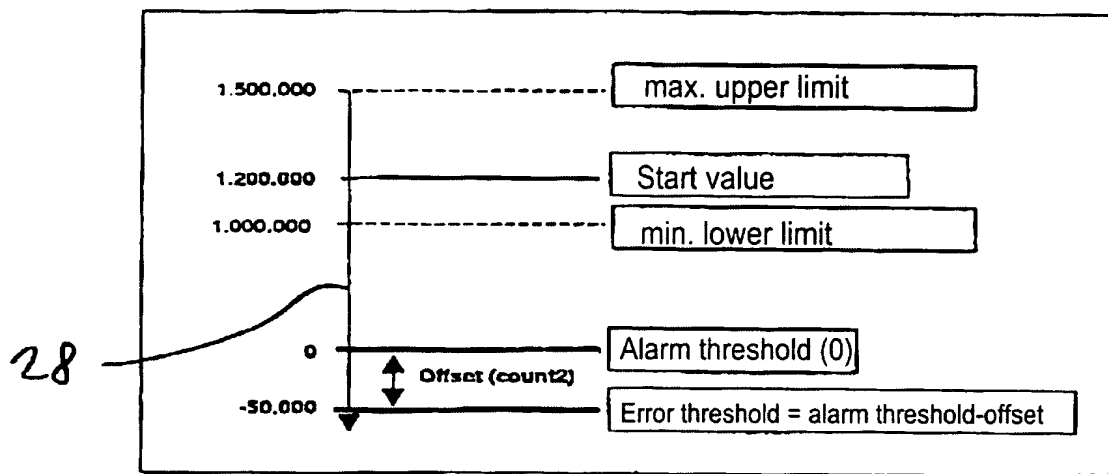 1.500.000 max. upper limit
1.200.000 Start value
1.000.000 min. lower limit
28
0 Alarm threshold (0)
Offset (count2)
-50.000 Error threshold = alarm threshold-offset